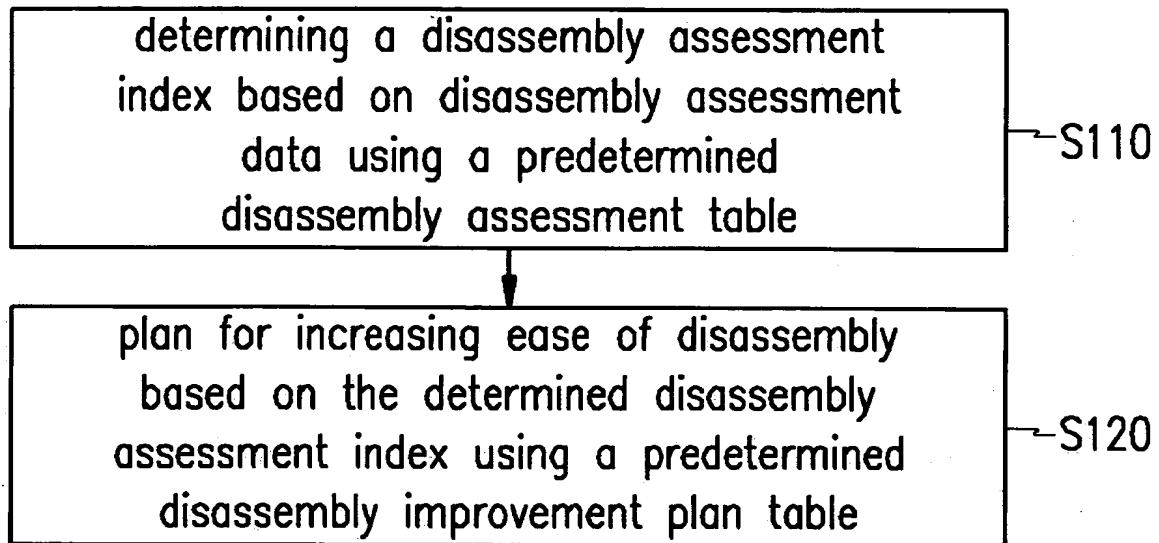 determining a disassembly assessment
index based on disassembly assessment
data using a predetermined
disassembly assessment table
S110
plan for increasing ease of disassembly
based on the determined disassembly
assessment index using a predetermined
disassembly improvement plan table
S120